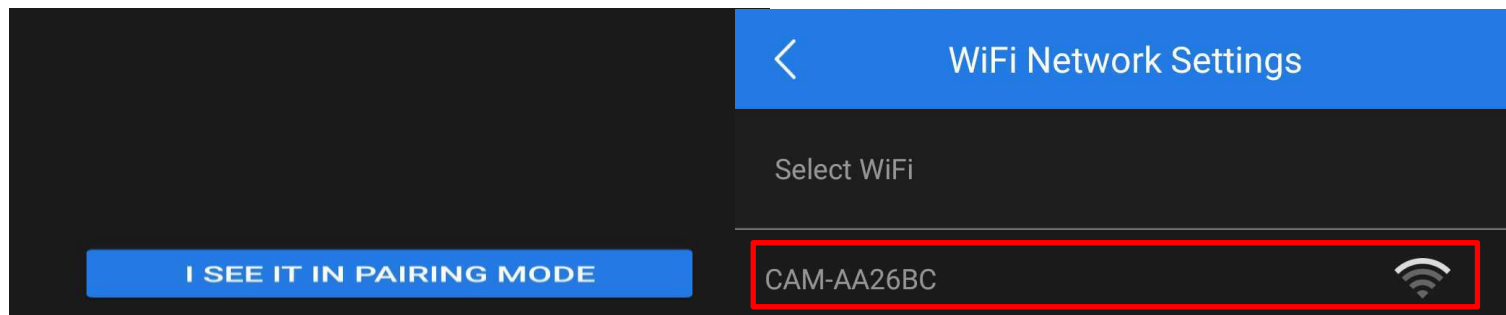 I SEE IT IN PAIRING MODE
WiFi Network Settings
Select WiFi
CAM-AA26BC